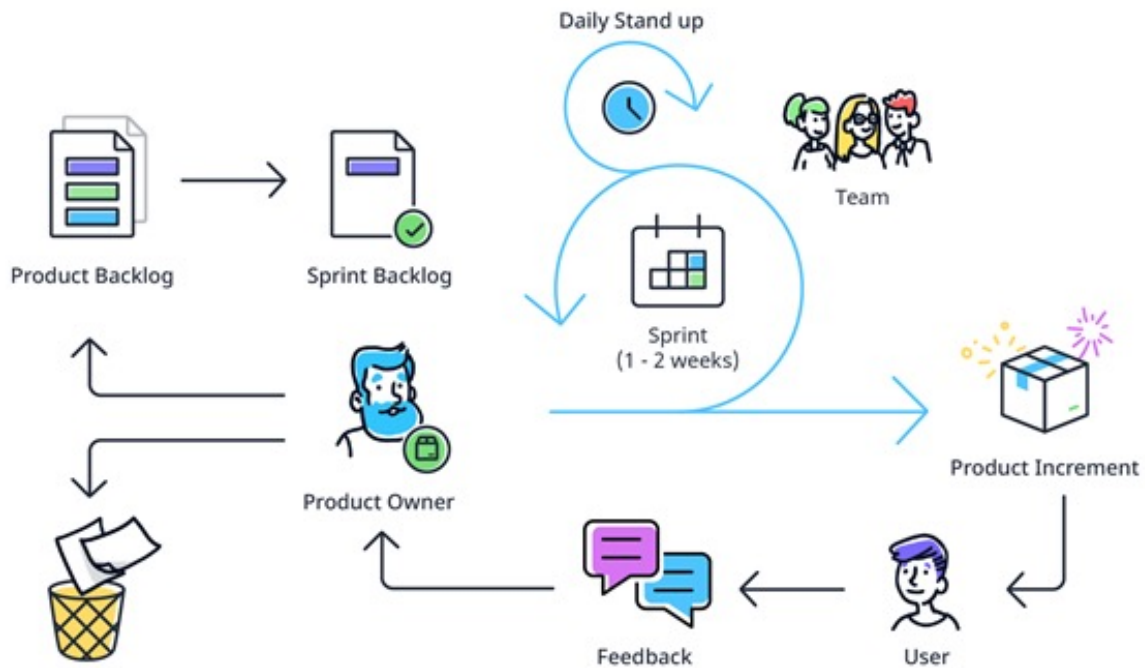 Daily Stand up
Team
Product Backlog
Sprint Backlog
Sprint
(1 - 2 weeks)
Product Increment
Product Owner
Feedback
User